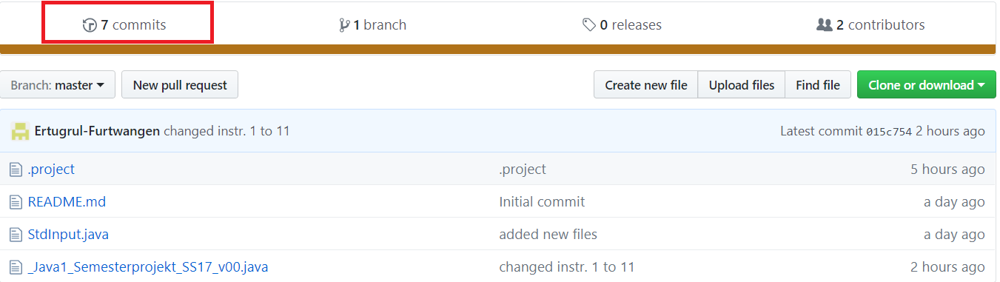 7 commits 1 branch 0 releases 2 contributors
Branch: master New pull request Create new file Upload files Find file Clone or download
Ertugrul-Furtwangen changed instr. 1 to 11 Latest commit 015c754 2 hours ago
.project .project 5 hours ago
README.md Initial commit a day ago
StdInput.java added new files a day ago
_Java1_Semesterprojekt_SS17_v00.java changed instr. 1 to 11 2 hours ago